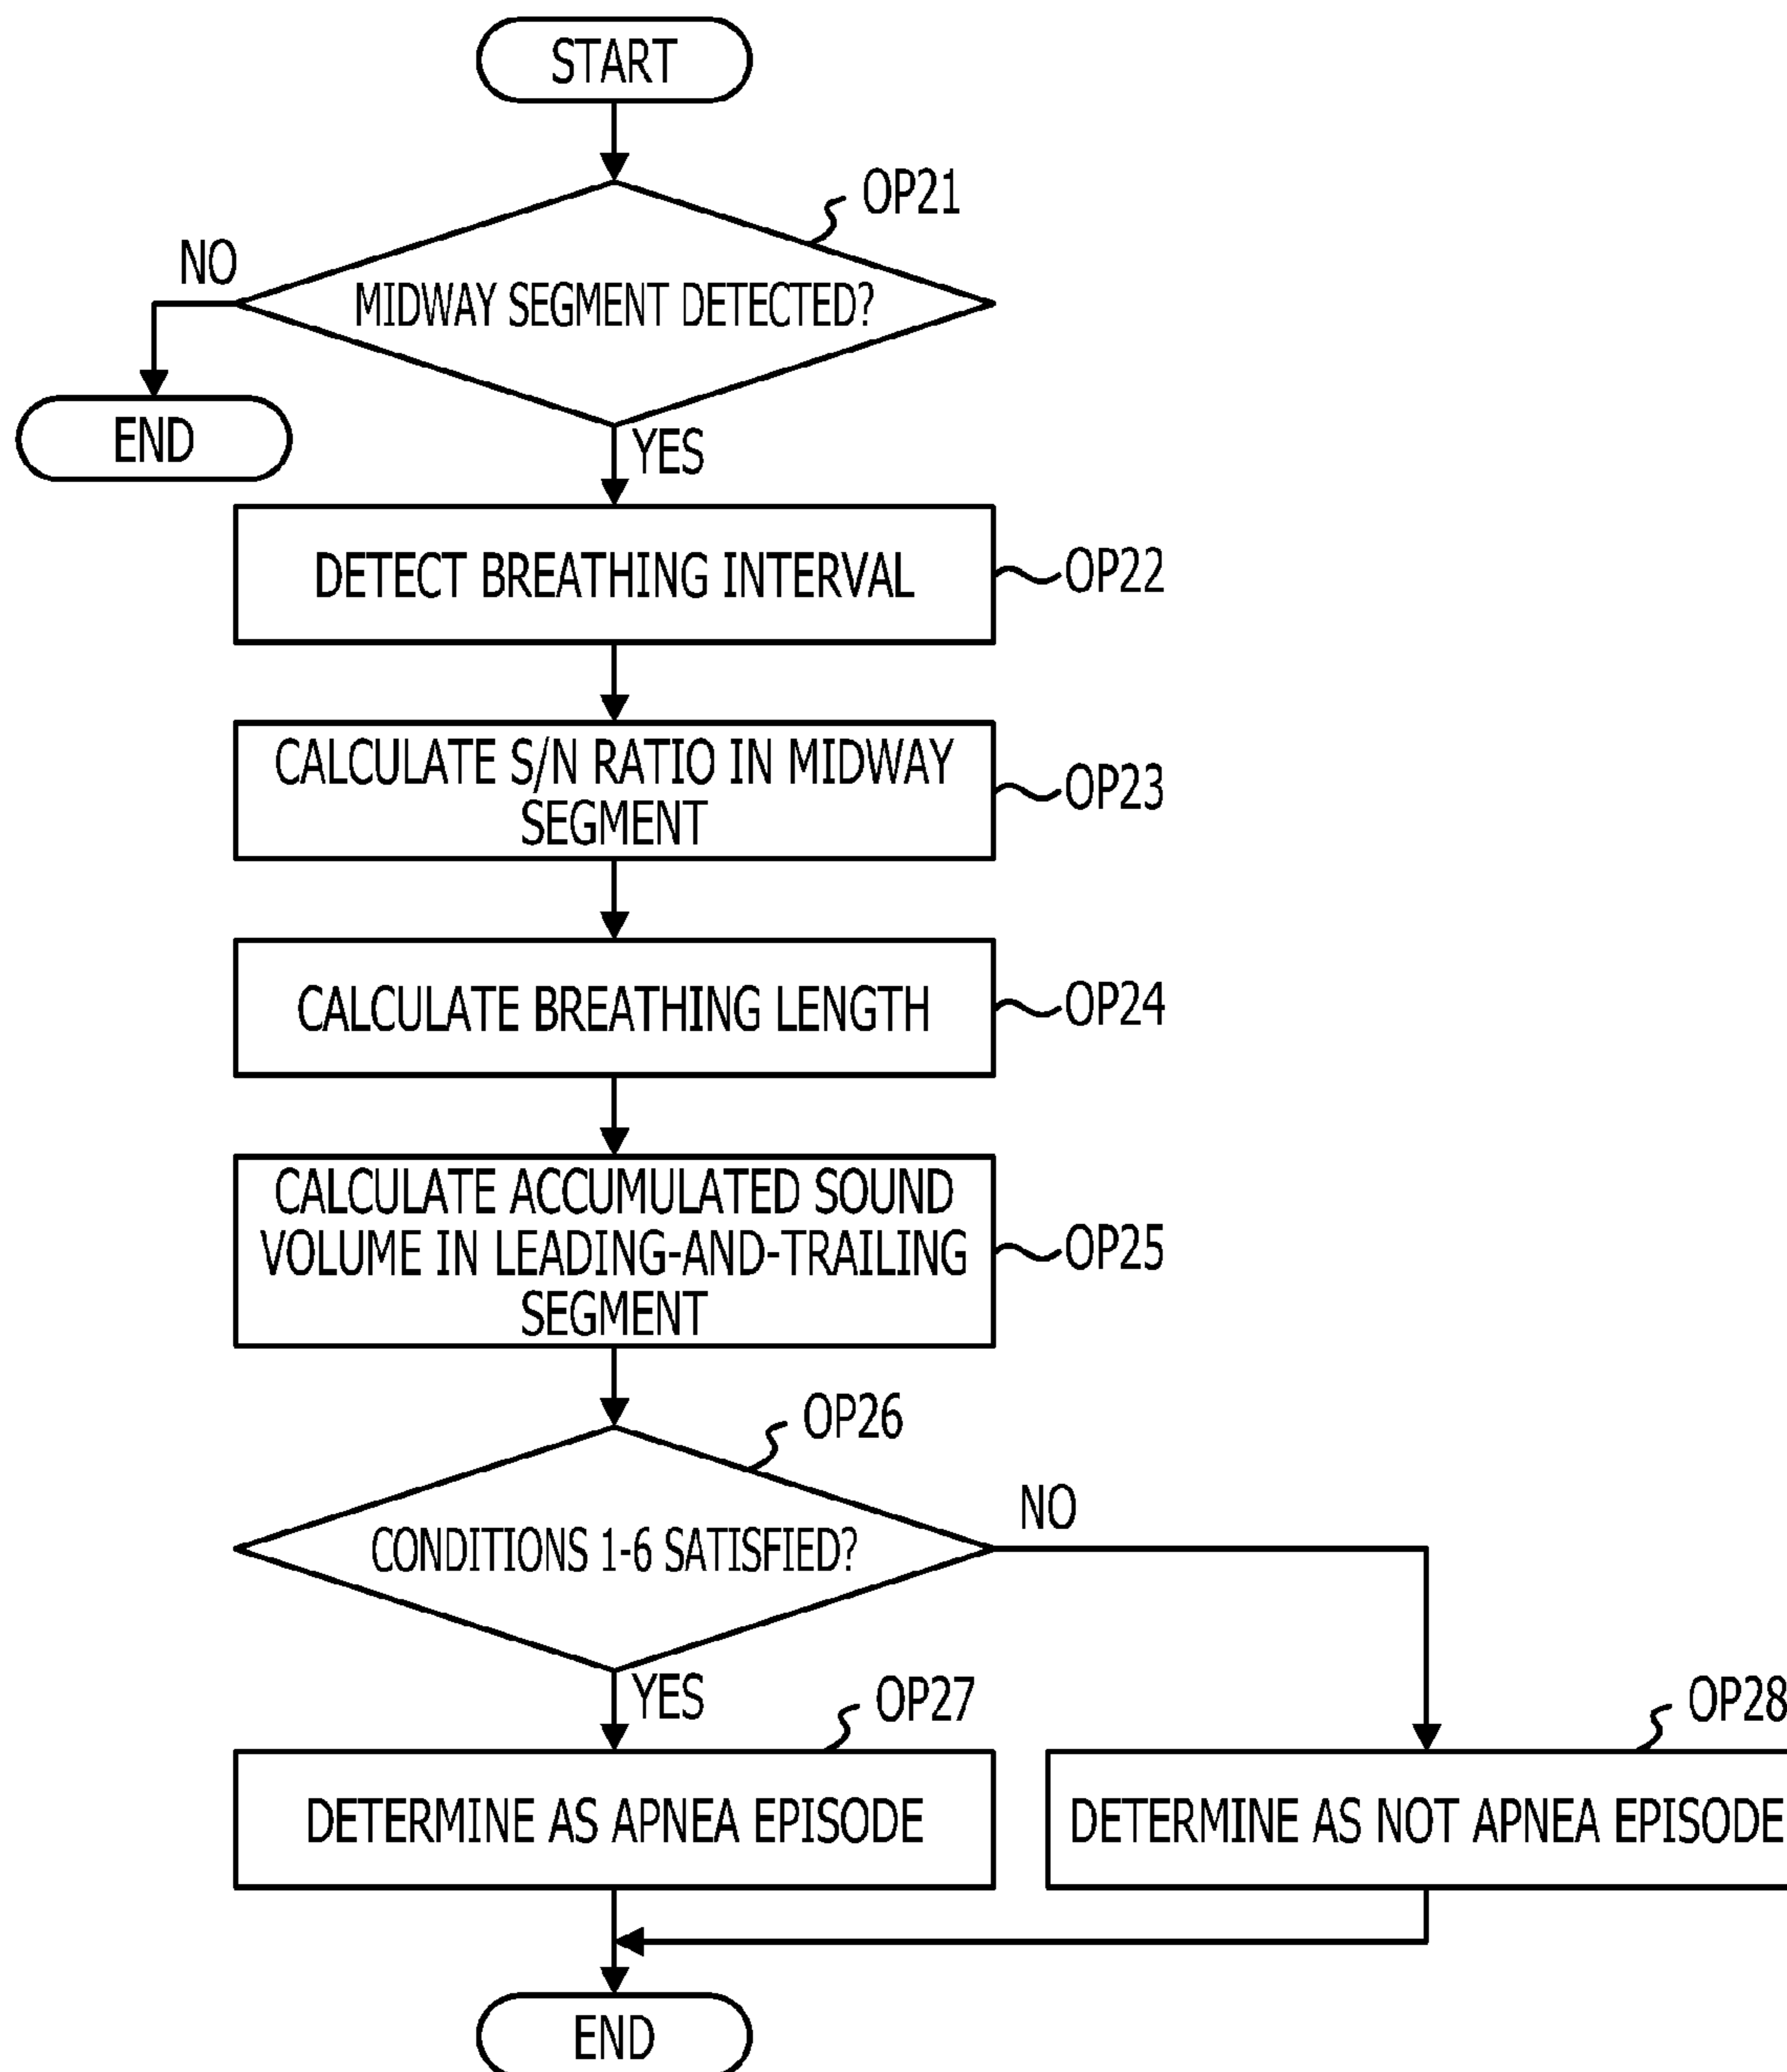 START
OP21
NO
MIDWAY SEGMENT DETECTED?
END
YES
DETECT BREATHING INTERVAL
OP22
CALCULATE S/N RATIO IN MIDWAY
SEGMENT
OP23
CALCULATE BREATHING LENGTH
OP24
CALCULATE ACCUMULATED SOUND
VOLUME IN LEADING-AND-TRAILING
SEGMENT
OP25
OP26
NO
CONDITIONS 1-6 SATISFIED?
YES
OP27
OP28
DETERMINE AS APNEA EPISODE
DETERMINE AS NOT APNEA EPISODE
END